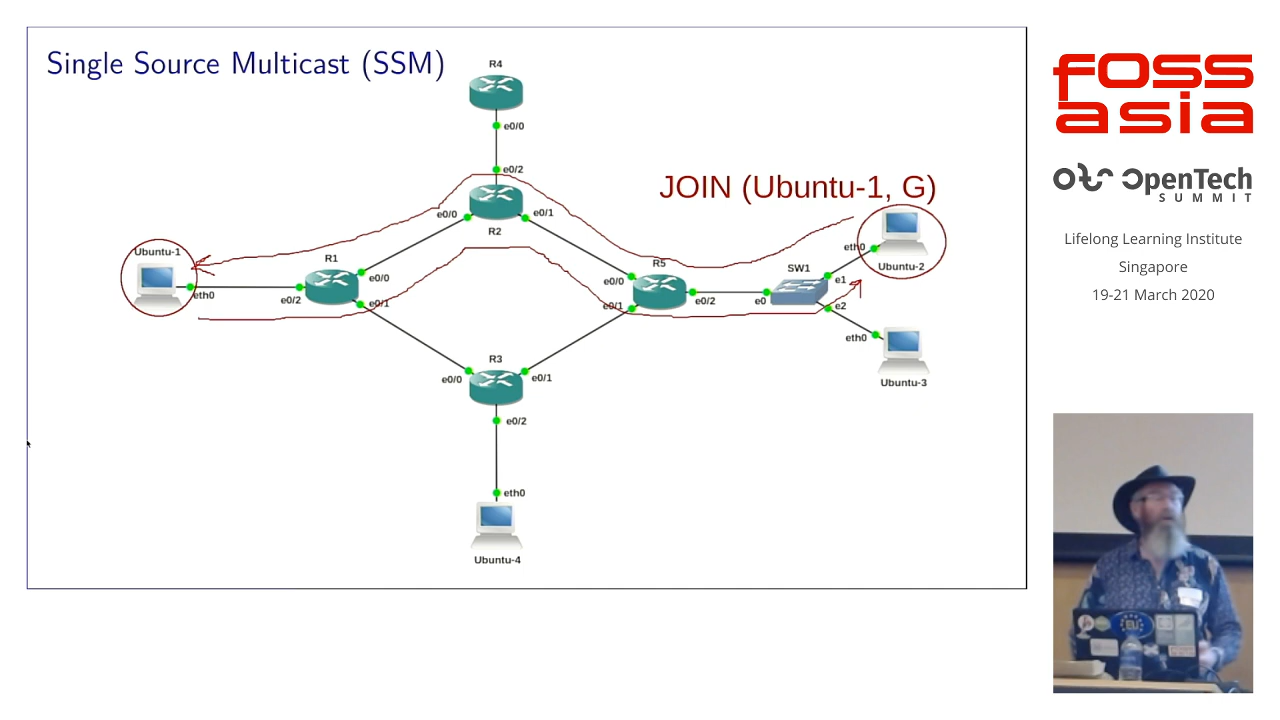 Single Source Multicast (SSM)
R4
e0/0
e0/2
JOIN (Ubuntu-1, G)
e0/0
e0/1
R2
eth0
Ubuntu-2
Ubuntu-1
eth0
R1
e0/0
e0/2
e0/1
R5
e0/0
e0/2
e0/1
SW1
e1
e0
e2
eth0
Ubuntu-3
R3
e0/0
e0/1
e0/2
eth0
Ubuntu-4
FOSS
asia
OpenTech
SUMMIT
Lifelong Learning Institute
Singapore
19-21 March 2020
EU